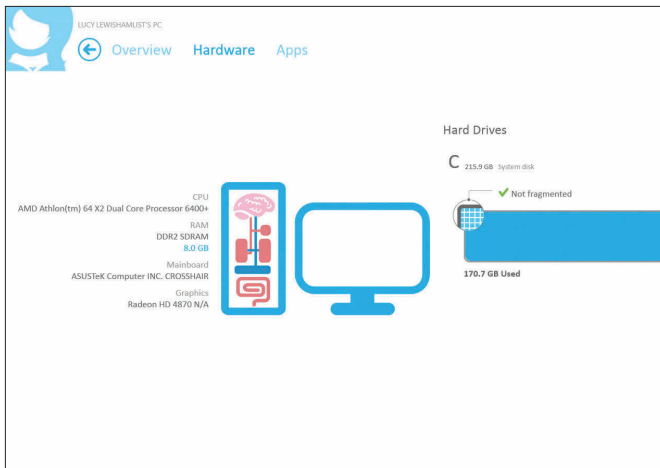 LUCY LEWISHAMLIST'S PC
Overview Hardware Apps
Hard Drives
C 215.9 GB System disk
Not fragmented
170.7 GB Used
CPU
AMD Athlon(tm) 64 X2 Dual Core Processor 6400+
RAM
DDR2 SDRAM
8.0 GB
Mainboard
ASUSTeK Computer INC. CROSSHAIR
Graphics
Radeon HD 4870 N/A